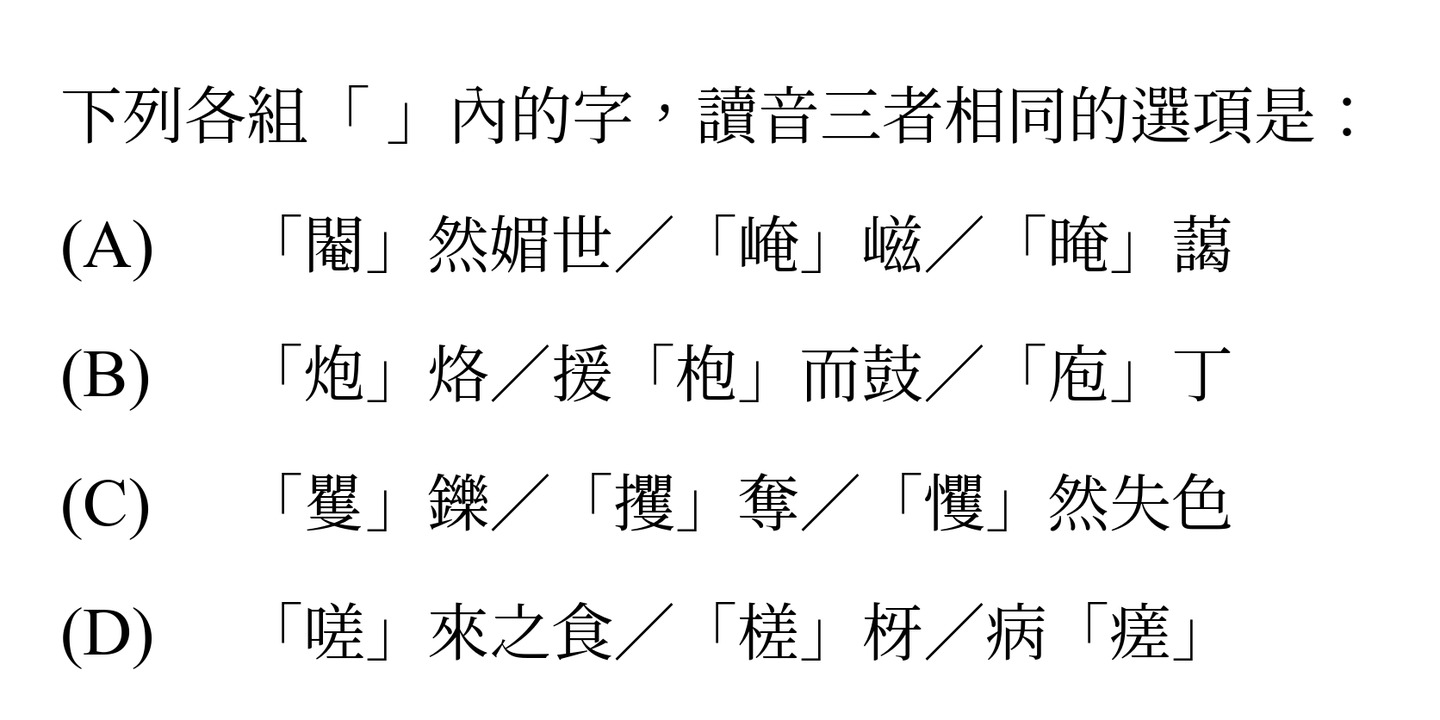 下列各組「 」內的字，讀音三者相同的選項是：
(A) 「閹」然媚世／「崦」嵫／「晻」藹
(B) 「炮」烙／援「枹」而鼓／「庖」丁
(C) 「矍」鑠／「攫」奪／「戄」然失色
(D) 「嗟」來之食／「槎」枒／病「瘥」